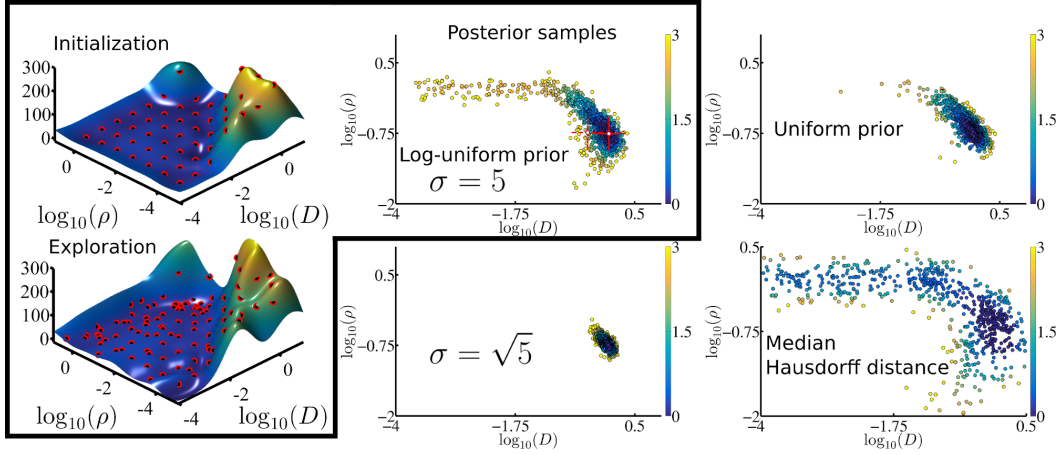 Initialization
300
200
100
0
0
-2
-4
-4
-2
0
log10(ρ)
log10(D)
Exploration
300
200
100
0
0
-2
-4
-4
-2
0
log10(ρ)
log10(D)
Posterior samples
0.5
−0.75
−2
−4
−1.75
0.5
log10(ρ)
log10(D)
Log-uniform prior
σ = 5
3
1.5
0
0.5
−0.75
−2
−4
−1.75
0.5
log10(ρ)
log10(D)
Uniform prior
3
1.5
0
0.5
−0.75
−2
−4
−1.75
0.5
log10(ρ)
log10(D)
σ = √5
3
1.5
0
0.5
−0.75
−2
−4
−1.75
0.5
log10(ρ)
log10(D)
Median
Hausdorff distance
3
1.5
0